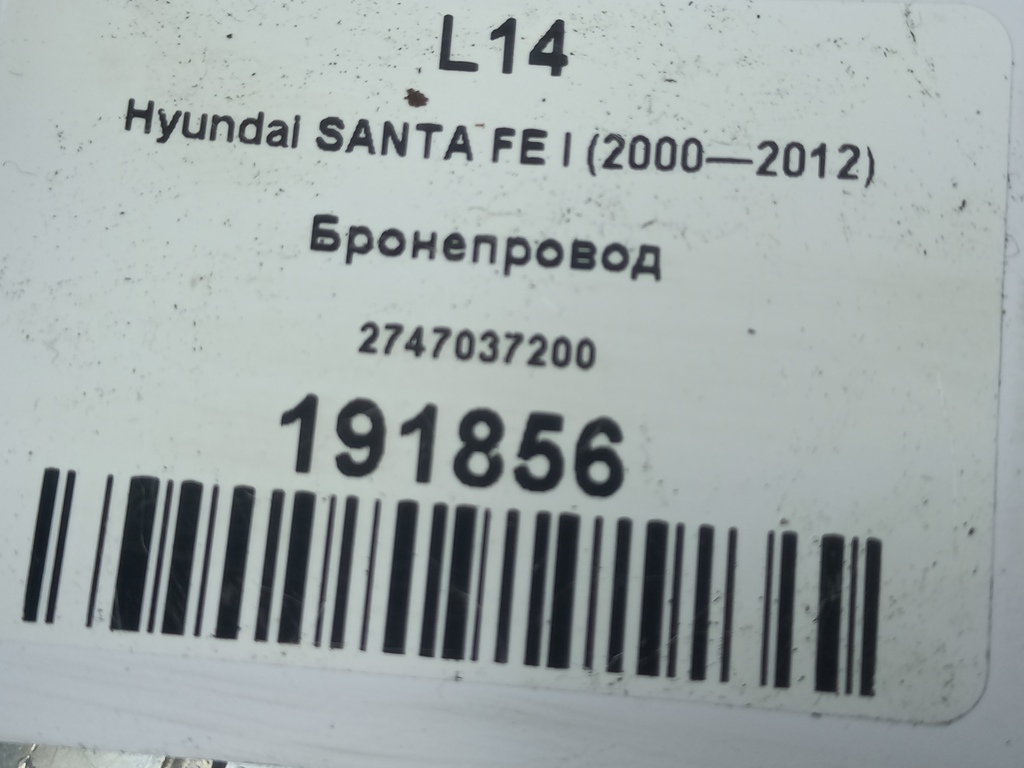 L14
Hyundai SANTA FE I (2000—2012)
Бронепровод
2747037200
191856